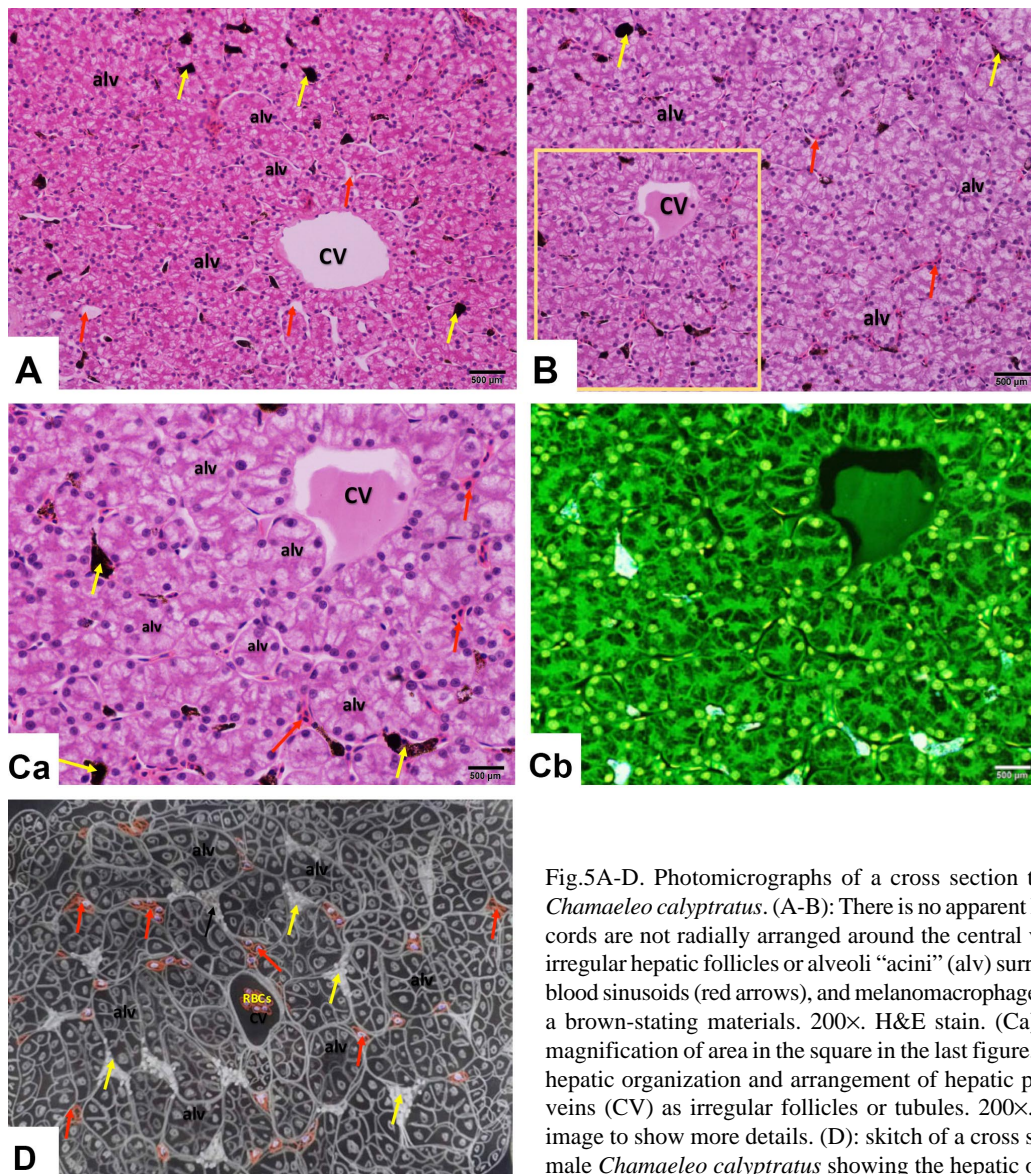 alv
alv
alv
alv
CV
A
500 µm
alv
CV
alv
alv
B
500 µm
alv
CV
alv
alv
alv
alv
Ca
500 µm
Cb
500 µm
alv
alv
RBCs
CV
alv
alv
alv
D
Fig.5A-D. Photomicrographs of a cross section t
Chamaeleo calyptratus. (A-B): There is no apparent
cords are not radially arranged around the central
irregular hepatic follicles or alveoli “acini” (alv) surr
blood sinusoids (red arrows), and melanomacrophage
a brown-stating materials. 200×. H&E stain. (Ca)
magnification of area in the square in the last figure
hepatic organization and arrangement of hepatic p
veins (CV) as irregular follicles or tubules. 200×.
image to show more details. (D): skitch of a cross s
male Chamaeleo calyptratus showing the hepatic